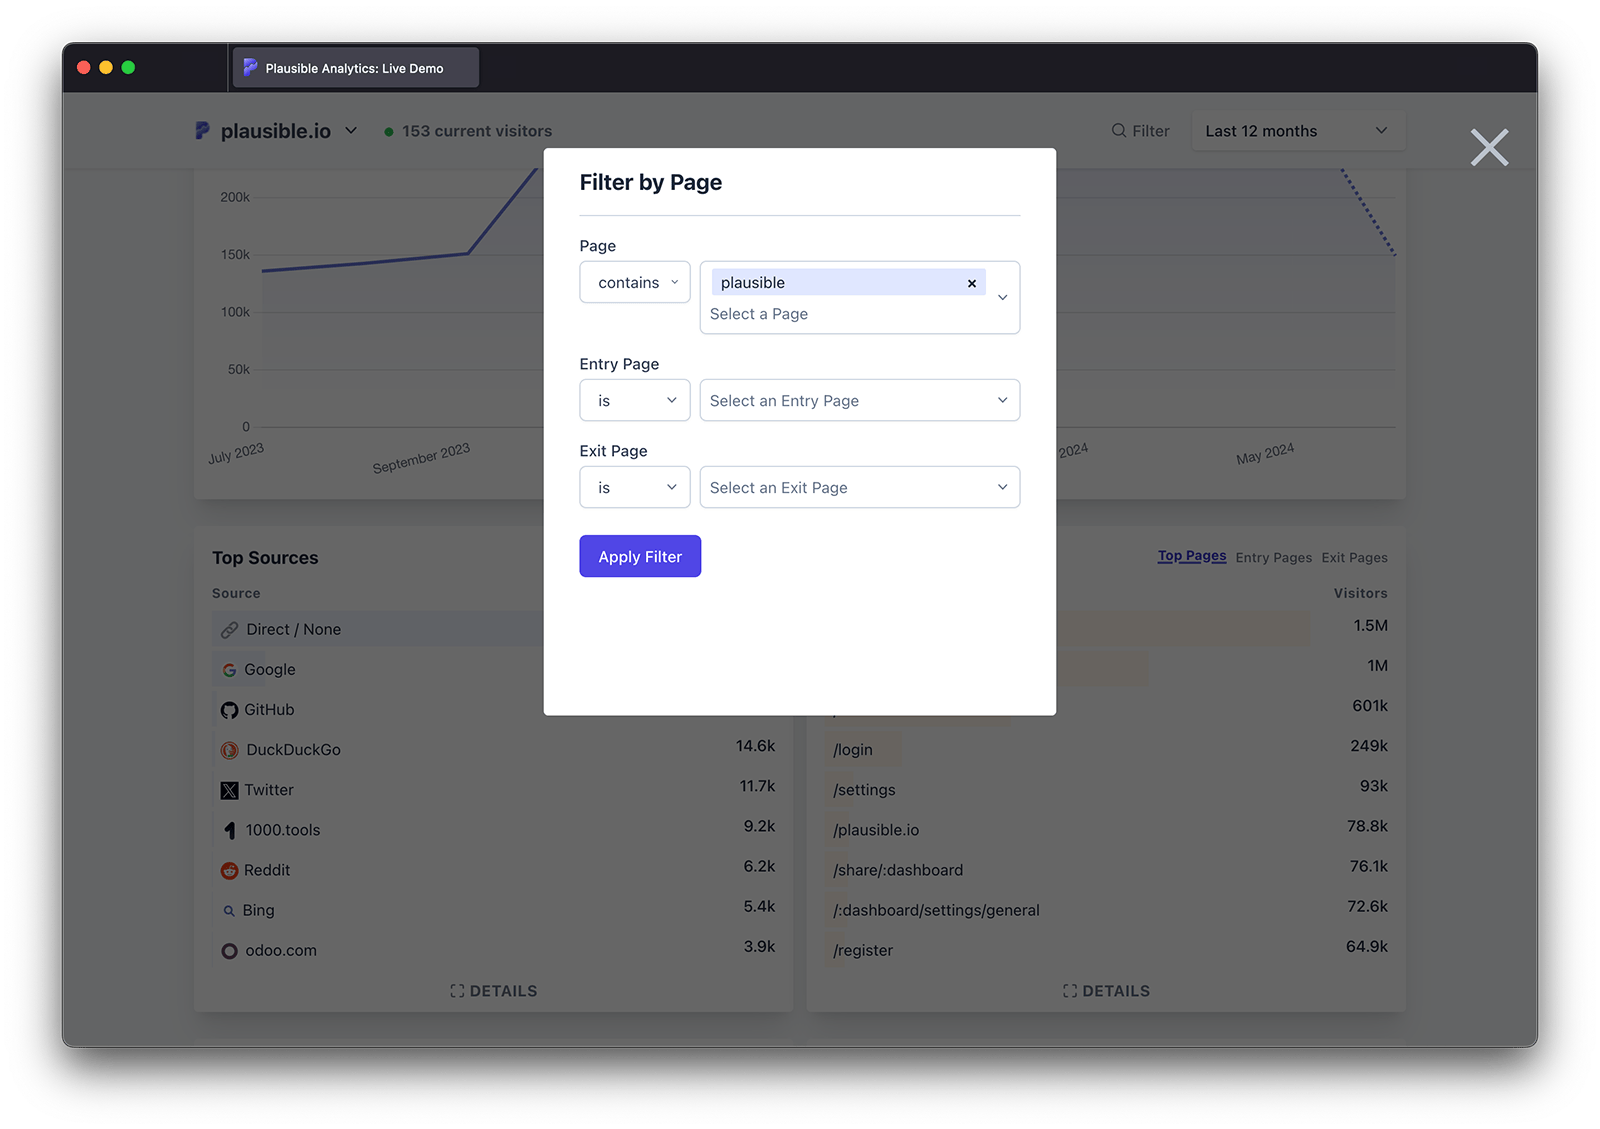 Plausible Analytics: Live Demo
plausible.io
153 current visitors
Filter
Last 12 months
200k
150k
100k
50k
0
July 2023
September 2023
2024
May 2024
Filter by Page
Page
contains
plausible
Select a Page
Entry Page
is
Select an Entry Page
Exit Page
is
Select an Exit Page
Apply Filter
Top Sources
Source
Direct / None
Google
GitHub
DuckDuckGo 14.6k
Twitter 11.7k
1000.tools 9.2k
Reddit 6.2k
Bing 5.4k
odoo.com 3.9k
DETAILS
Top Pages Entry Pages Exit Pages
Visitors
1.5M
1M
601k
/login 249k
/settings 93k
/plausible.io 78.8k
/share/:dashboard 76.1k
/:dashboard/settings/general 72.6k
/register 64.9k
DETAILS